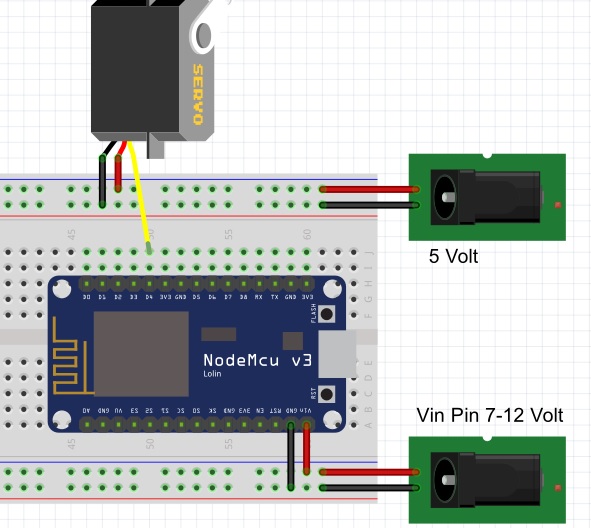 SERVO
5 Volt
45 50 55 60
J
I
H
G
F
D0 D1 D2 D3 D4 3V3 GND D5 D6 D7 D8 RX TX GND 3V3
FLASH
NodeMcu v3
Lolin
RST
E
D
C
B
A
A0 GND VU S3 S2 S1 SC S0 SK GND 3V3 EN RST GND Vin
45 50 55
Vin Pin 7-12 Volt